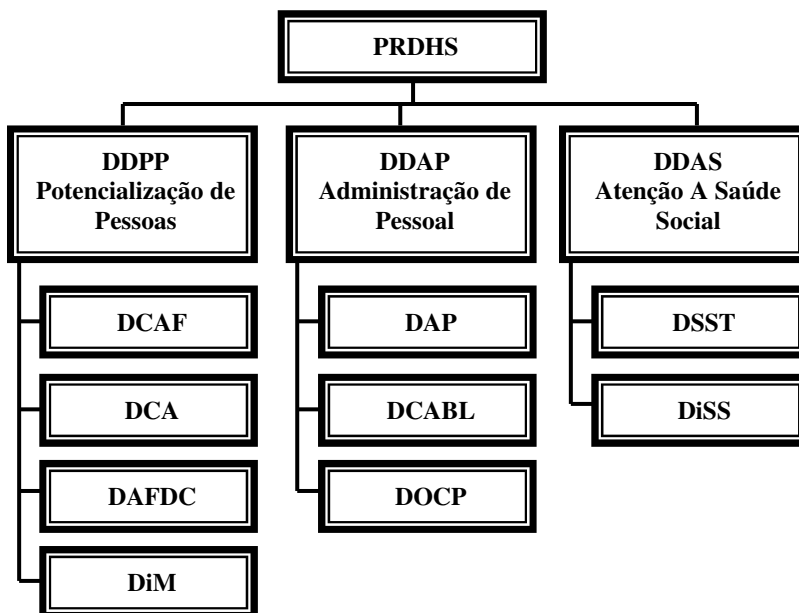 PRDHS
DDPP
Potencialização de
Pessoas
DDAP
Administração de
Pessoal
DDAS
Atenção A Saúde
Social
DCAF
DCA
DAFDC
DiM
DAP
DCABL
DOCP
DSST
DiSS